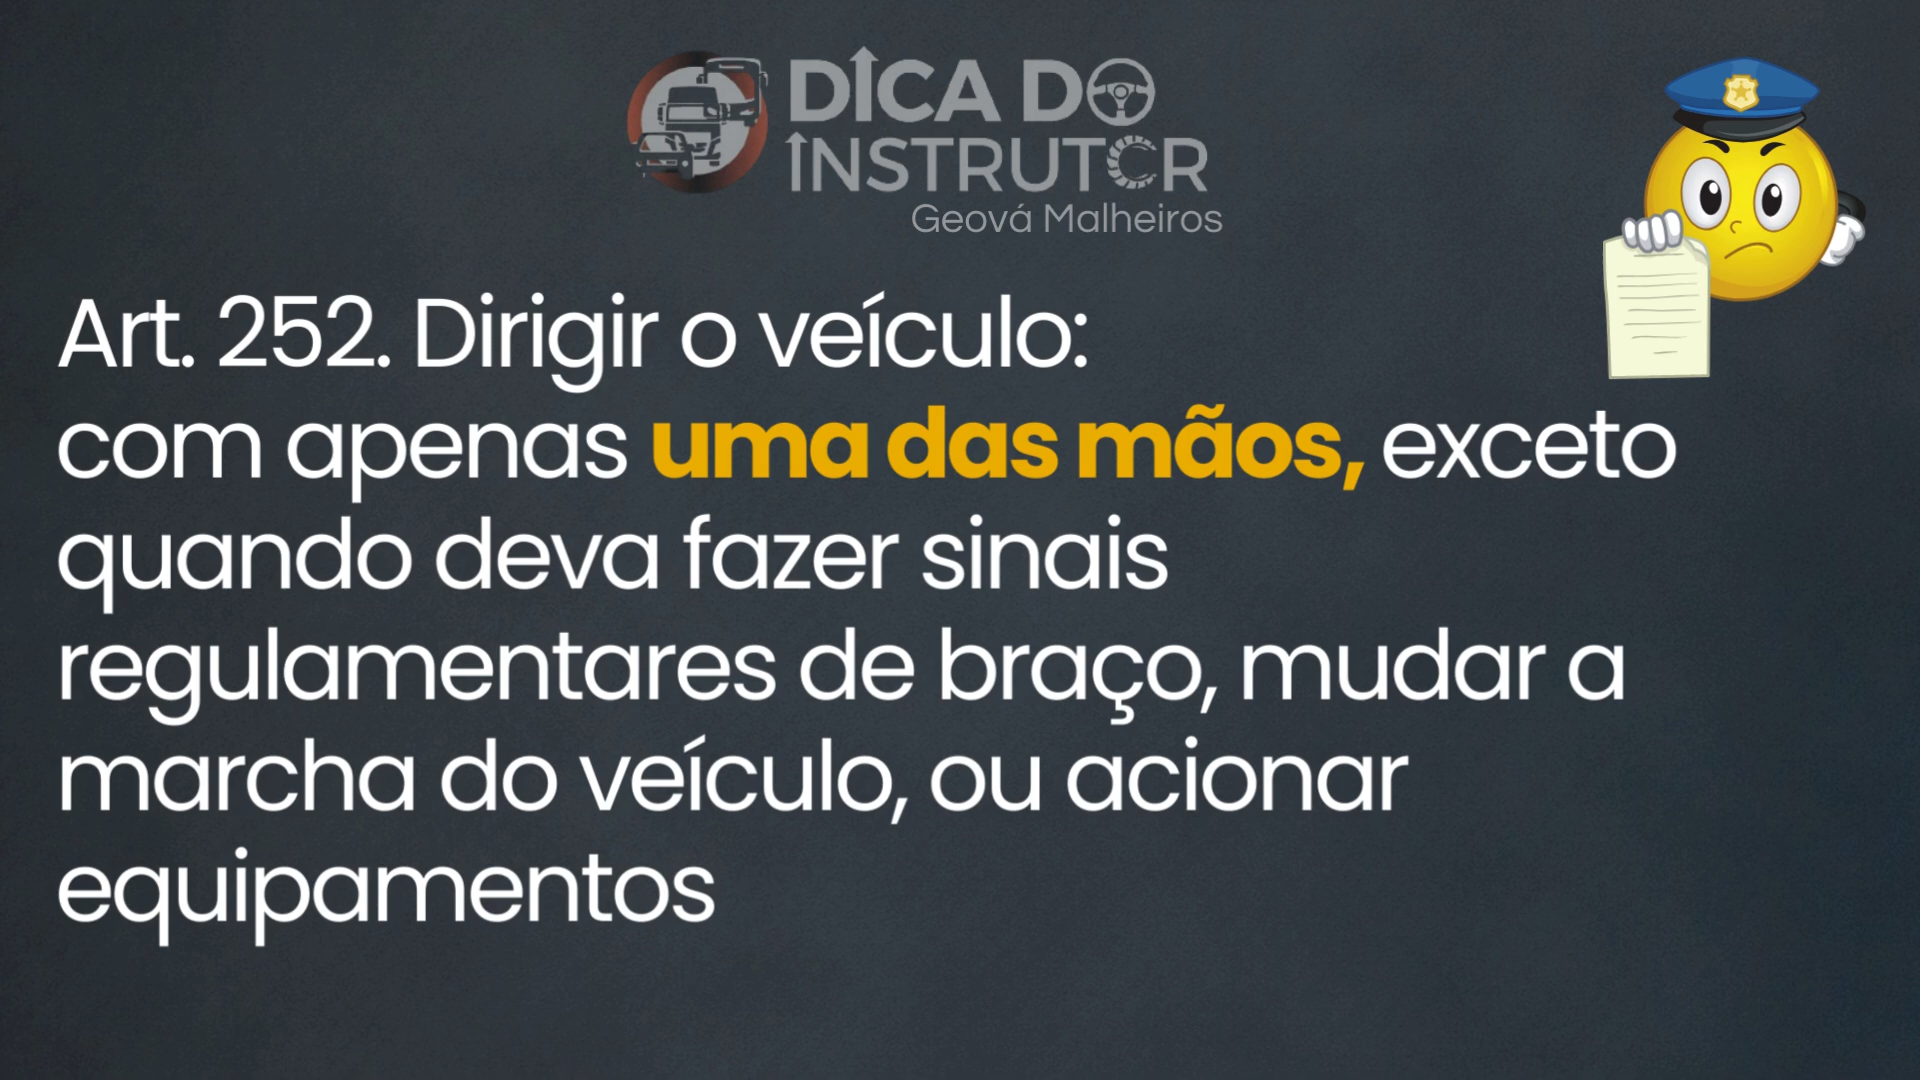 DICA DO
INSTRUTOR
Geová Malheiros
Art. 252. Dirigir o veículo:
com apenas uma das mãos, exceto
quando deva fazer sinais
regulamentares de braço, mudar a
marcha do veículo, ou acionar
equipamentos